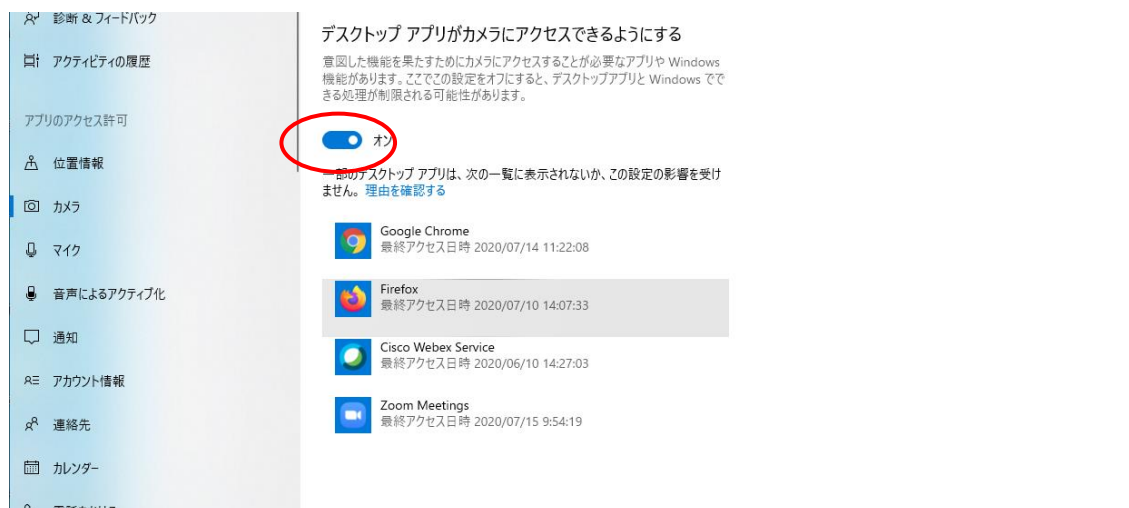 診断 & フィードバック
アクティビティの履歴
アプリのアクセス許可
位置情報
カメラ
マイク
音声によるアクティブ化
通知
アカウント情報
連絡先
カレンダー
デスクトップ アプリがカメラにアクセスできるようにする
意図した機能を果たすためにカメラにアクセスすることが必要なアプリや Windows
機能があります。ここでこの設定をオフにすると、デスクトップアプリと Windows でで
きる処理が制限される可能性があります。
オン
一部のデスクトップ アプリは、次の一覧に表示されないか、この設定の影響を受け
ません。 理由を確認する
Google Chrome
最終アクセス日時 2020/07/14 11:22:08
Firefox
最終アクセス日時 2020/07/10 14:07:33
Cisco Webex Service
最終アクセス日時 2020/06/10 14:27:03
Zoom Meetings
最終アクセス日時 2020/07/15 9:54:19